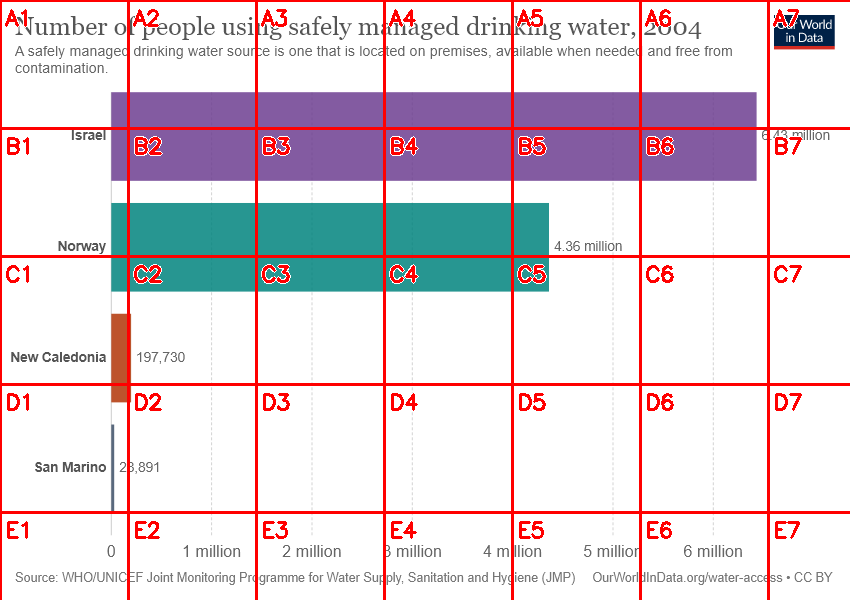 Number of people using safely managed drinking water, 2004
Our World
in Data
A safely managed drinking water source is one that is located on premises, available when needed and free from
contamination.
Israel
6.43 million
Norway
4.36 million
New Caledonia
197,730
San Marino
28,891
0 1 million 2 million 3 million 4 million 5 million 6 million
Source: WHO/UNICEF Joint Monitoring Programme for Water Supply, Sanitation and Hygiene (JMP) OurWorldInData.org/water-access • CC BY
A1 A2 A3 A4 A5 A6 A7
B1 B2 B3 B4 B5 B6 B7
C1 C2 C3 C4 C5 C6 C7
D1 D2 D3 D4 D5 D6 D7
E1 E2 E3 E4 E5 E6 E7